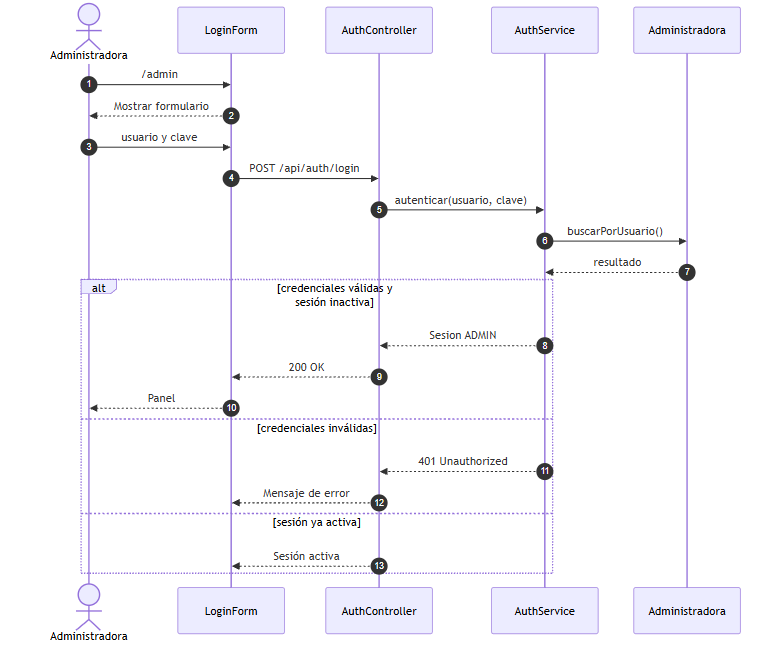 Administradora
LoginForm
AuthController
AuthService
Administradora
1
/admin
Mostrar formulario
2
3
usuario y clave
4
POST /api/auth/login
5
autenticar(usuario, clave)
6
buscarPorUsuario()
resultado
7
alt
[credenciales válidas y
sesión inactiva]
Sesion ADMIN
8
200 OK
9
Panel
10
[credenciales inválidas]
401 Unauthorized
11
Mensaje de error
12
[sesión ya activa]
Sesión activa
13
Administradora
LoginForm
AuthController
AuthService
Administradora